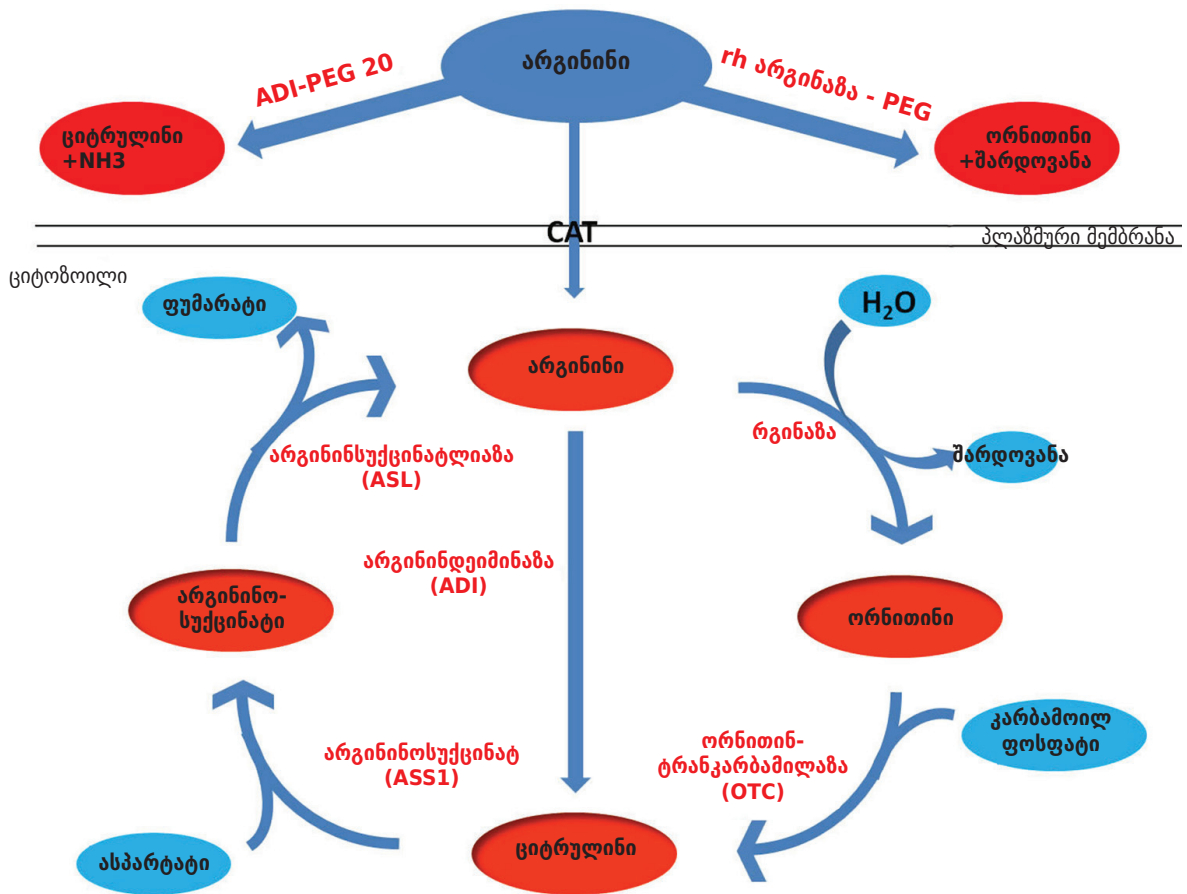 არგინინი
ADI-PEG 20
rh არგინაზა - PEG
ციტრულინი
+NH3
ორნითინი
+შარდოვანა
CAT
პლაზმური მემბრანა
ციტოზოილი
ფუმარატი
H₂O
არგინინი
რგინაზა
არგინინსუქცინატლიაზა
(ASL)
შარდოვანა
არგინინდეიმინაზა
(ADI)
არგინინო-
სუქცინატი
ორნითინი
კარბამოილ
ფოსფატი
არგინინოსუქცინატ
(ASS1)
ორნითინ-
ტრანკარბამილაზა
(OTC)
ციტრულინი
ასპარტატი